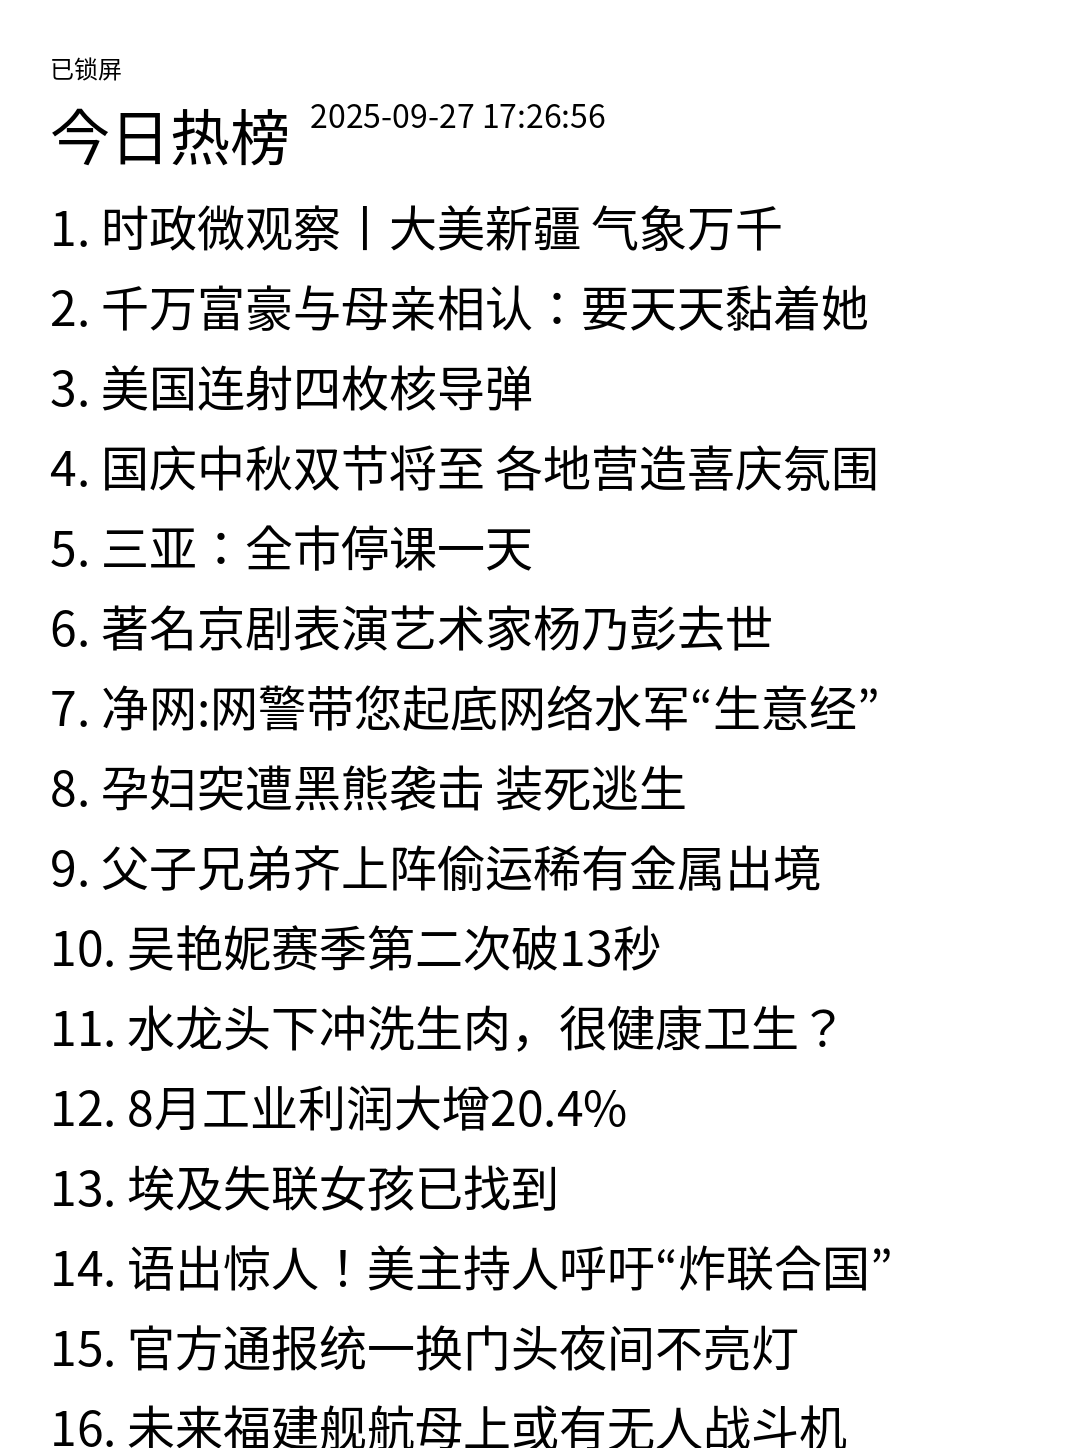 已锁屏
今日热榜 2025-09-27 17:26:56
1. 时政微观察丨大美新疆 气象万千
2. 千万富豪与母亲相认：要天天黏着她
3. 美国连射四枚核导弹
4. 国庆中秋双节将至 各地营造喜庆氛围
5. 三亚：全市停课一天
6. 著名京剧表演艺术家杨乃彭去世
7. 净网:网警带您起底网络水军“生意经”
8. 孕妇突遭黑熊袭击 装死逃生
9. 父子兄弟齐上阵偷运稀有金属出境
10. 吴艳妮赛季第二次破13秒
11. 水龙头下冲洗生肉，很健康卫生？
12. 8月工业利润大增20.4%
13. 埃及失联女孩已找到
14. 语出惊人！美主持人呼吁“炸联合国”
15. 官方通报统一换门头夜间不亮灯
16. 未来福建舰航母上或有无人战斗机